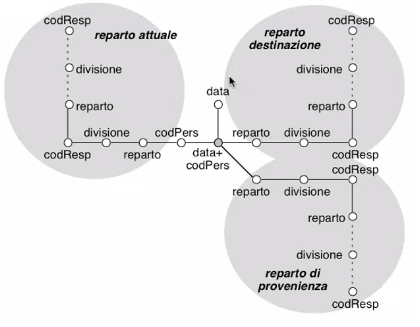 codResp
reparto attuale
divisione
reparto
divisione
codPers
codResp
reparto
data
data+
codPers
codResp
reparto
destinazione
divisione
reparto
reparto
divisione
codResp
codResp
reparto
divisione
reparto
divisione
reparto di
provenienza
codResp